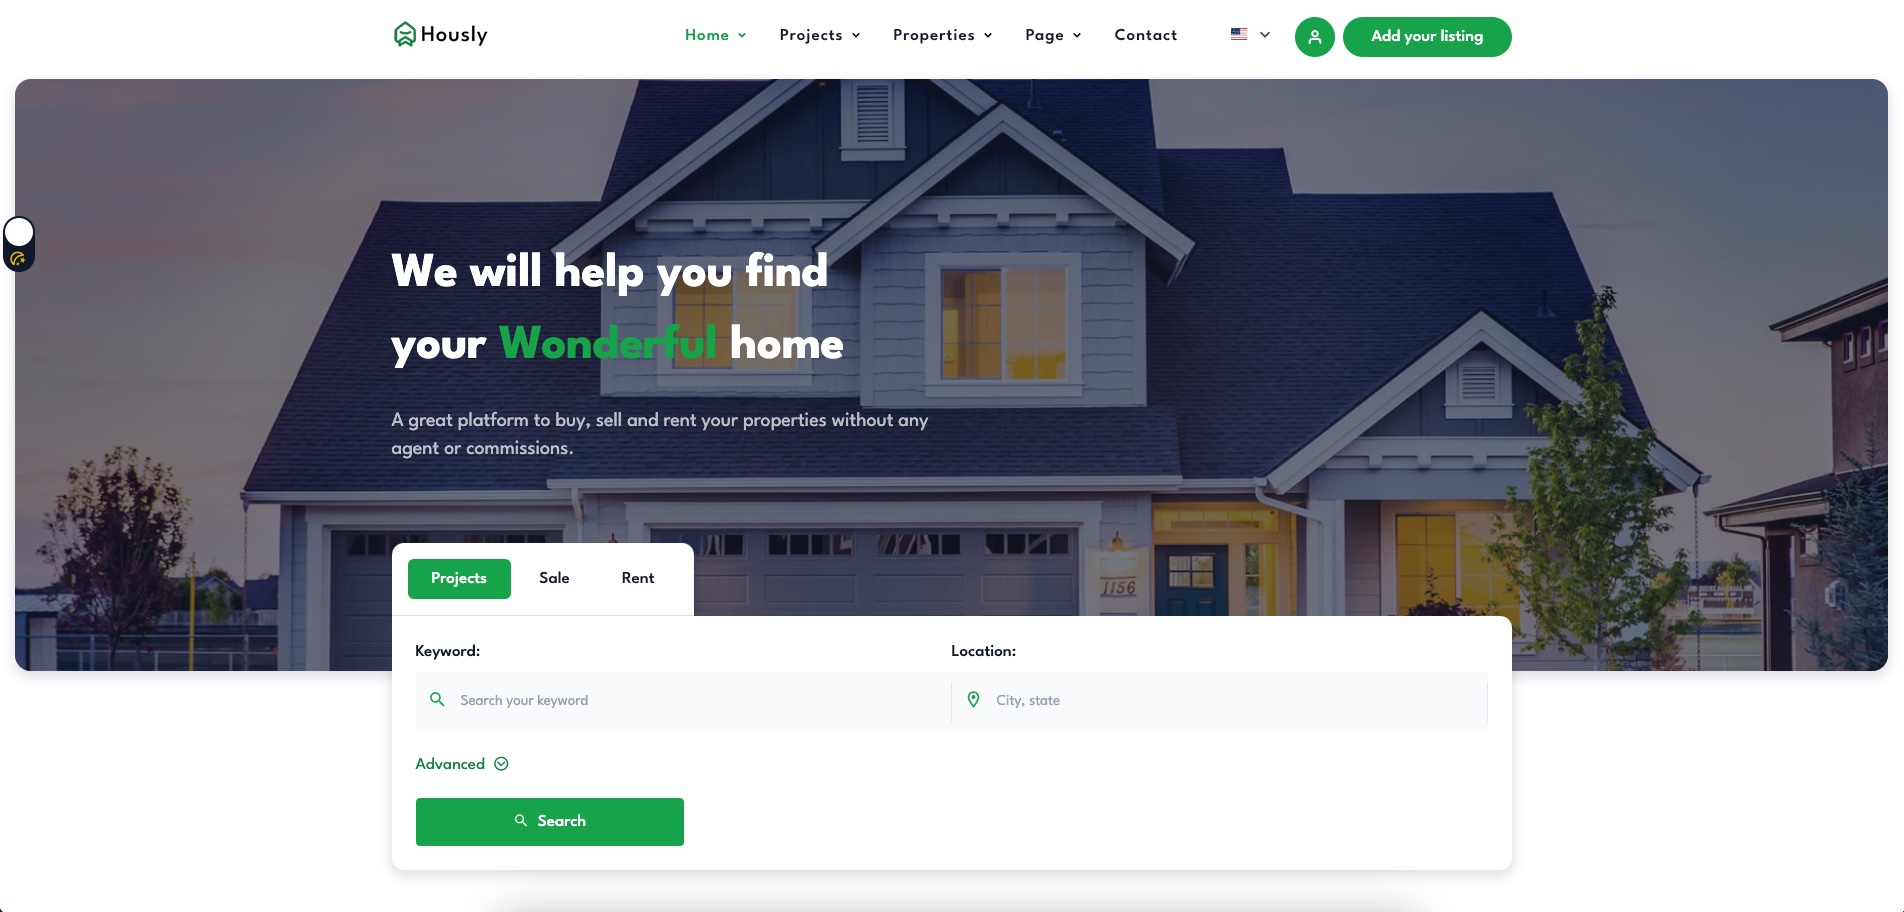 Hously
Home
Projects
Properties
Page
Contact
Add your listing
We will help you find
your Wonderful home
A great platform to buy, sell and rent your properties without any
agent or commissions.
1156
Projects
Sale
Rent
Keyword:
Location:
Search your keyword
City, state
Advanced
Search